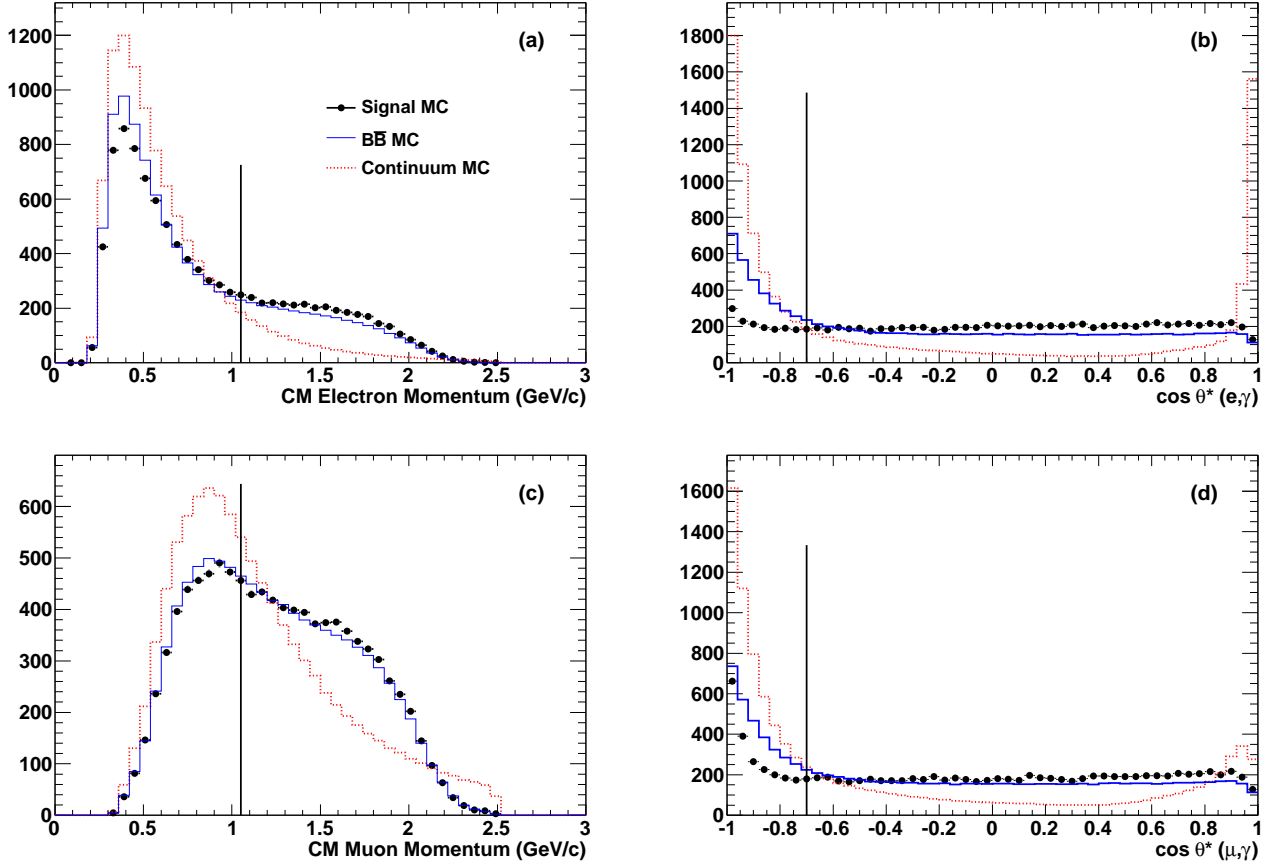 1200
1000
800
600
400
200
0
(a)
Signal MC
BB̅ MC
Continuum MC
0 0.5 1 1.5 2 2.5 3
CM Electron Momentum (GeV/c)
1800
1600
1400
1200
1000
800
600
400
200
0
(b)
-1 -0.8 -0.6 -0.4 -0.2 0 0.2 0.4 0.6 0.8 1
cos θ* (e,γ)
600
500
400
300
200
100
0
(c)
0 0.5 1 1.5 2 2.5 3
CM Muon Momentum (GeV/c)
1600
1400
1200
1000
800
600
400
200
0
(d)
-1 -0.8 -0.6 -0.4 -0.2 0 0.2 0.4 0.6 0.8 1
cos θ* (μ,γ)